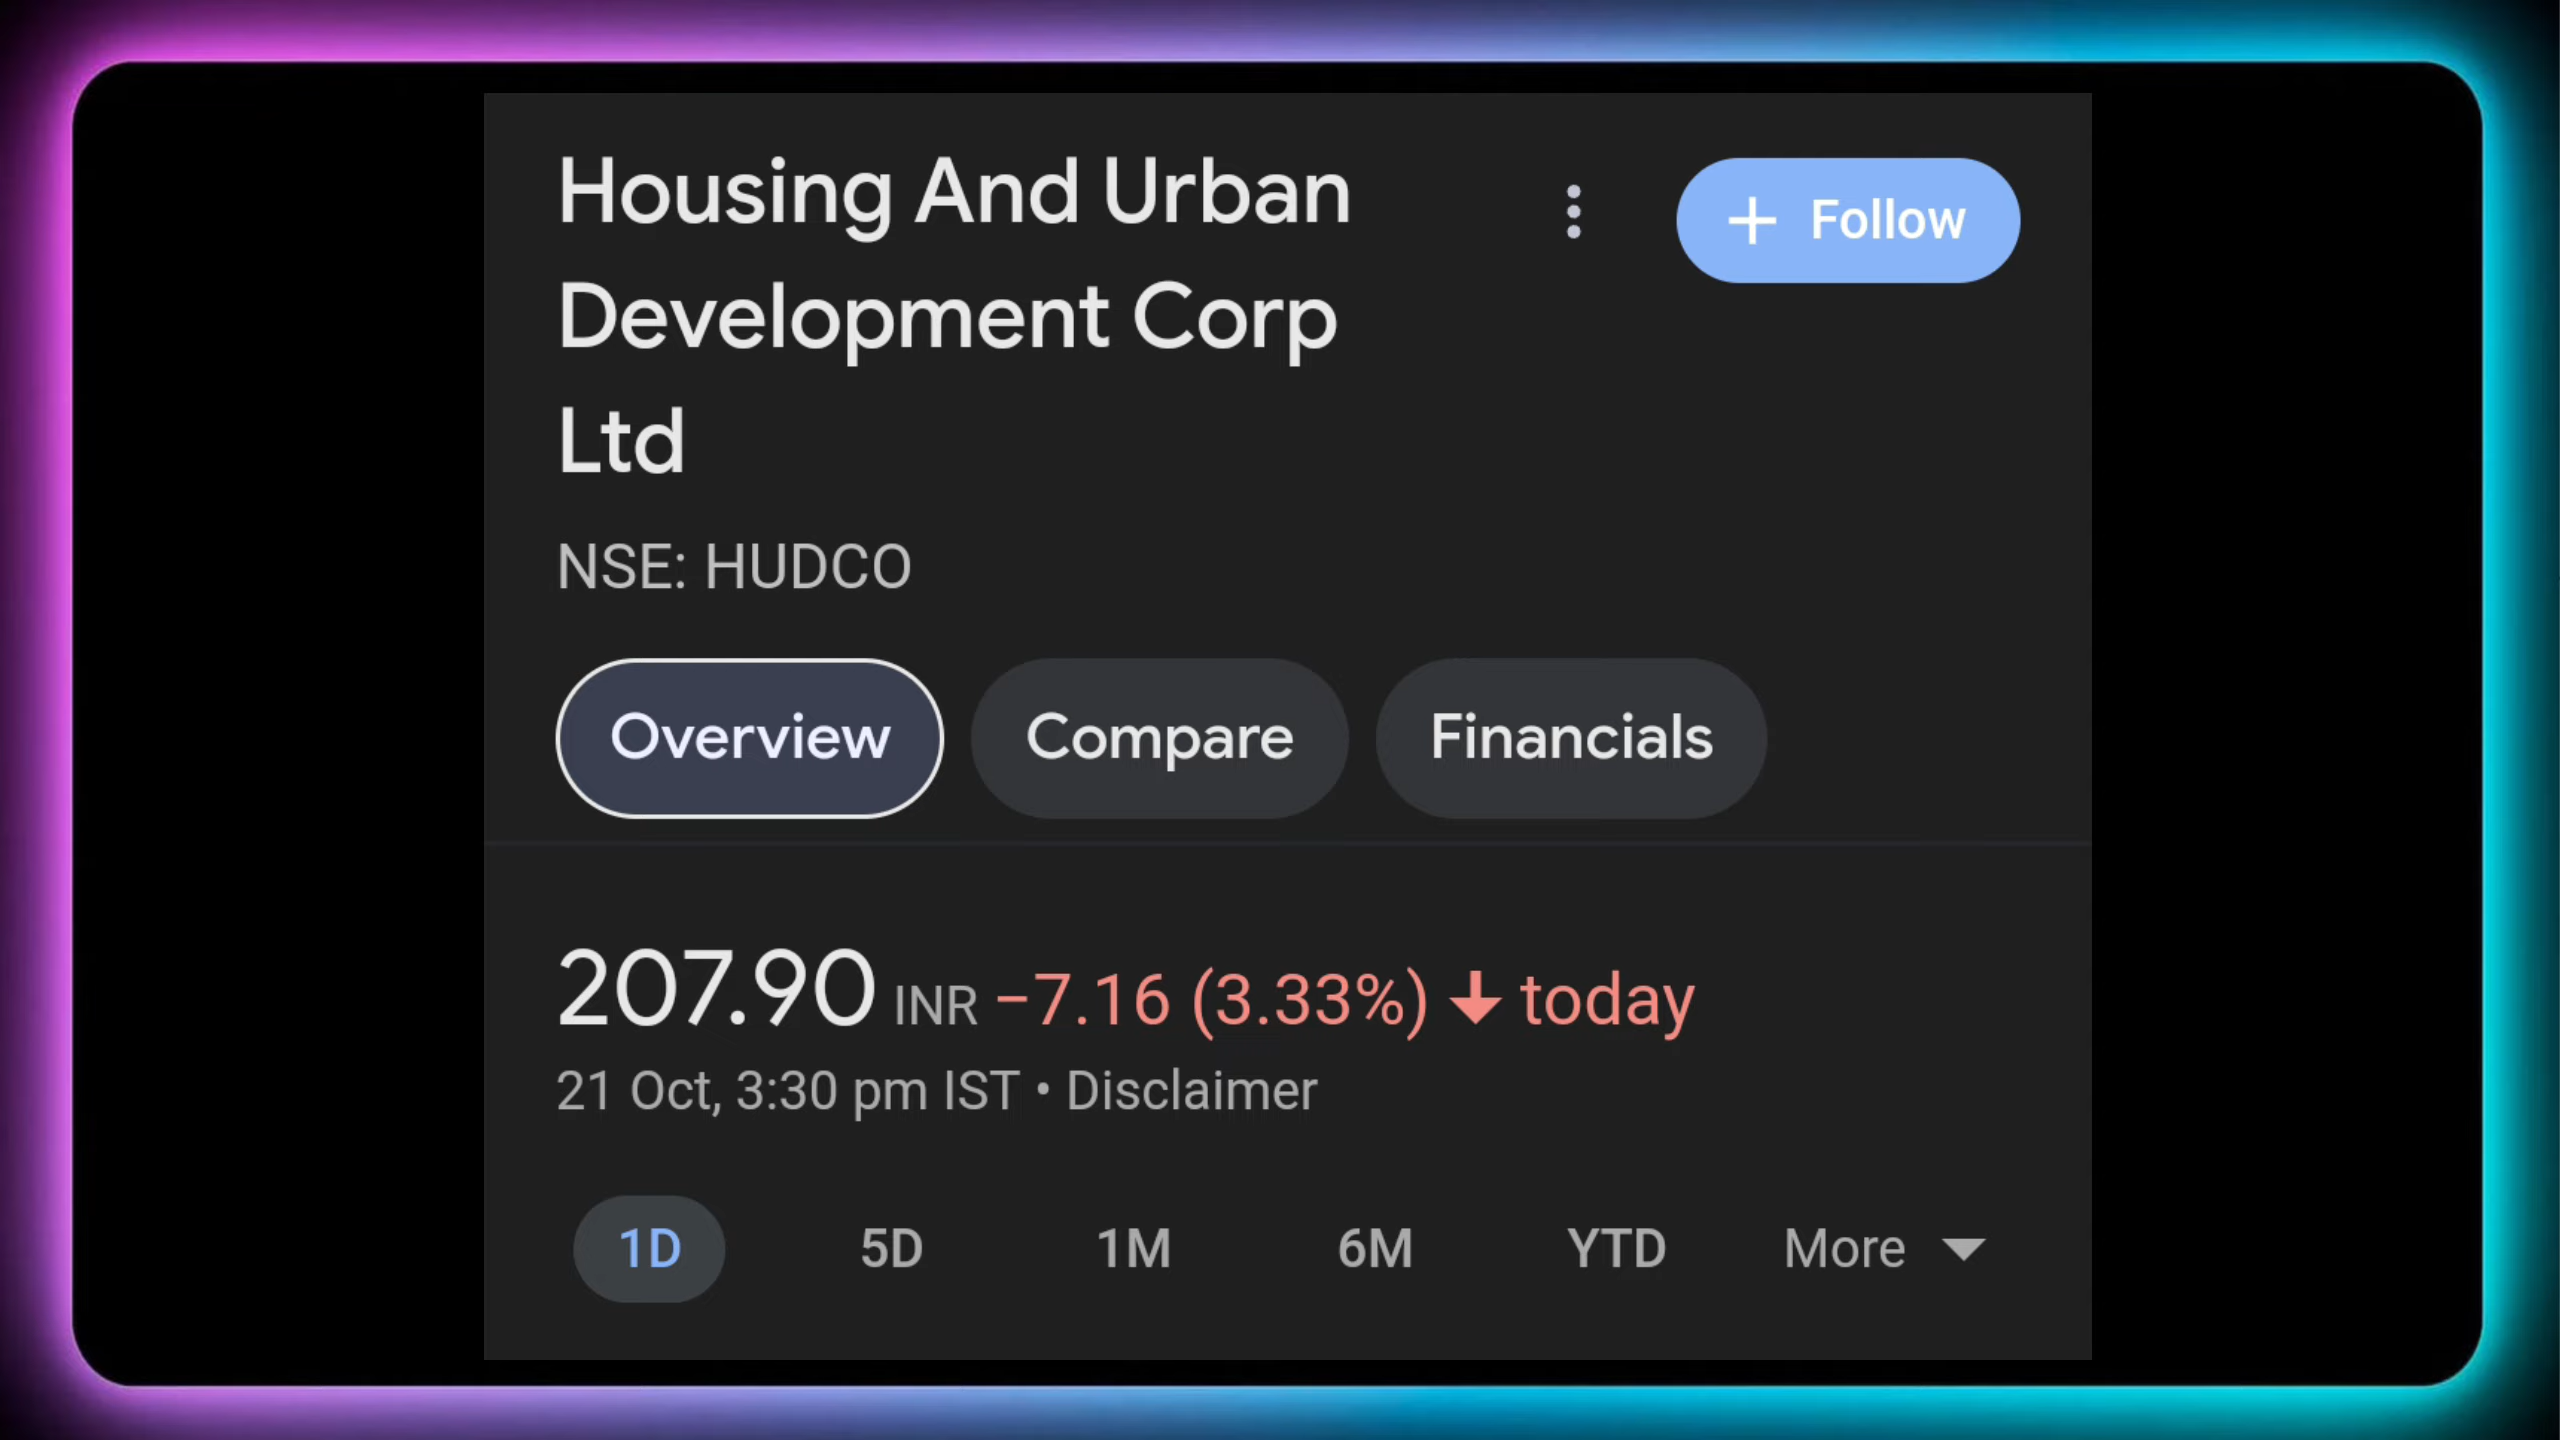 Housing And Urban
Development Corp
Ltd
+ Follow
NSE: HUDCO
Overview
Compare
Financials
207.90 INR −7.16 (3.33%) ↓ today
21 Oct, 3:30 pm IST • Disclaimer
1D 5D 1M 6M YTD More